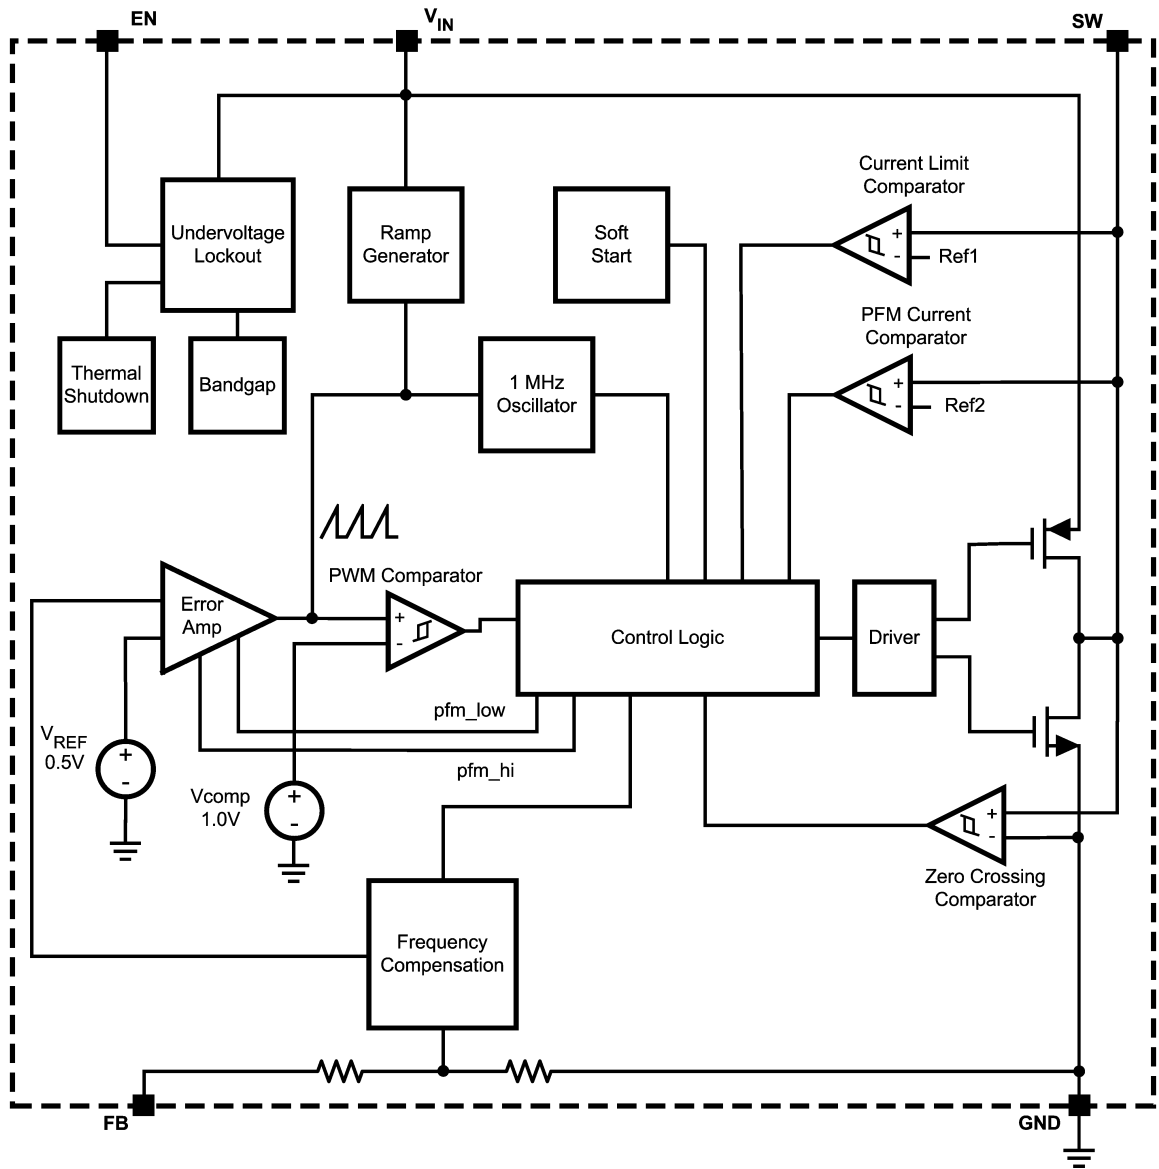 EN
VIN
SW
Current Limit
Comparator
+
-
Ref1
Undervoltage
Lockout
Ramp
Generator
Soft
Start
PFM Current
Comparator
+
-
Ref2
Thermal
Shutdown
Bandgap
1 MHz
Oscillator
PWM Comparator
Error
Amp
+
-
Control Logic
Driver
pfm_low
pfm_hi
VREF
0.5V
+
-
Vcomp
1.0V
+
-
+
-
Zero Crossing
Comparator
Frequency
Compensation
FB
GND